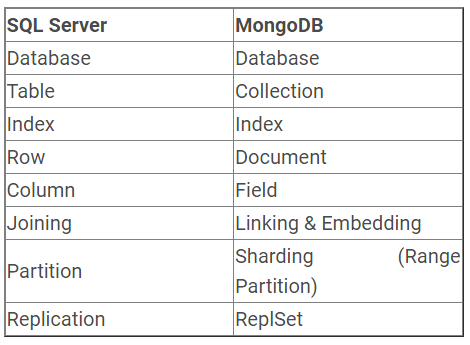 SQL Server MongoDB
Database Database
Table Collection
Index Index
Row Document
Column Field
Joining Linking & Embedding
Partition Sharding (Range
Partition)
Replication ReplSet